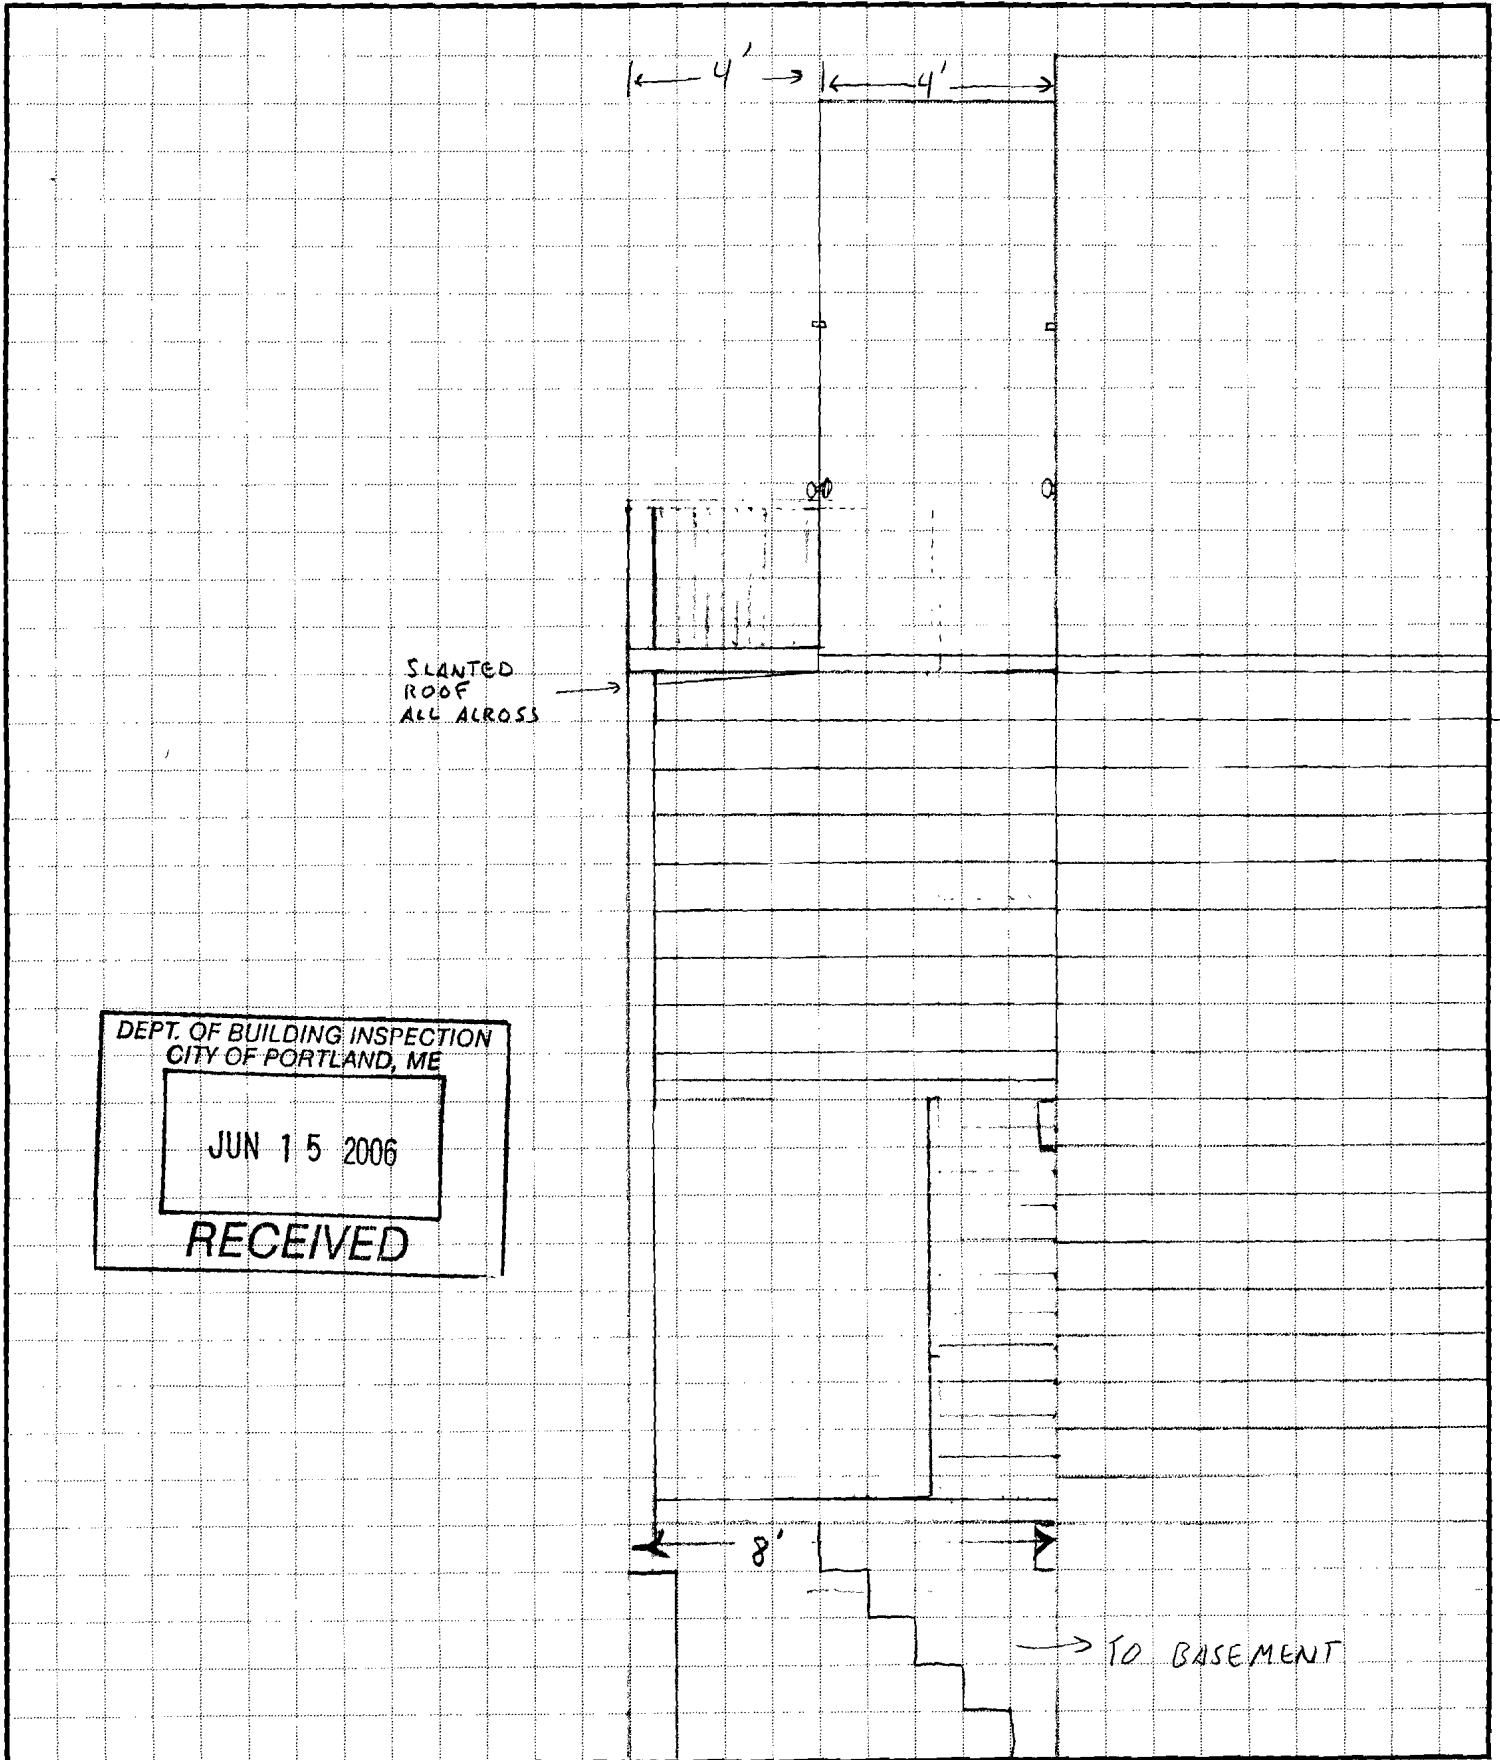 4'
4'
SLANTED
ROOF
ALL ALROSS
DEPT. OF BUILDING INSPECTION
CITY OF PORTLAND, ME
JUN 15 2006
RECEIVED
8'
TO BASEMENT